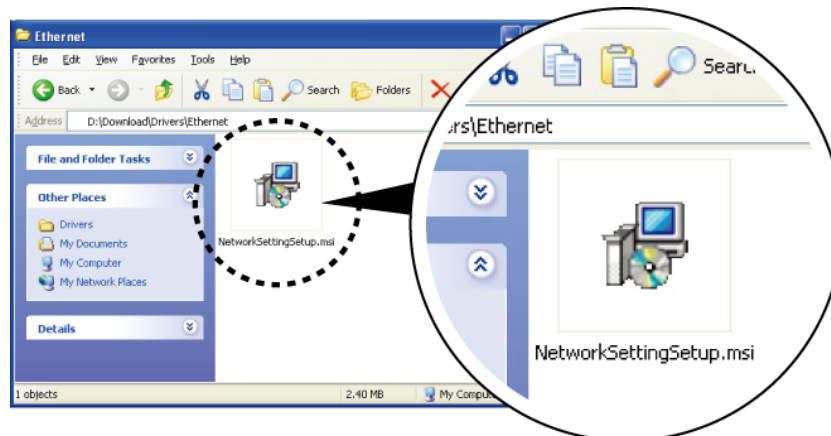 Ethernet
File Edit View Favorites Tools Help
Back Search Folders
Address D:\Download\Drivers\Ethernet
File and Folder Tasks
Other Places
Drivers
My Documents
My Computer
My Network Places
Details
NetworkSettingSetup.msi
1 objects 2.40 MB My Comput
Searc
ers\Ethernet
NetworkSettingSetup.msi